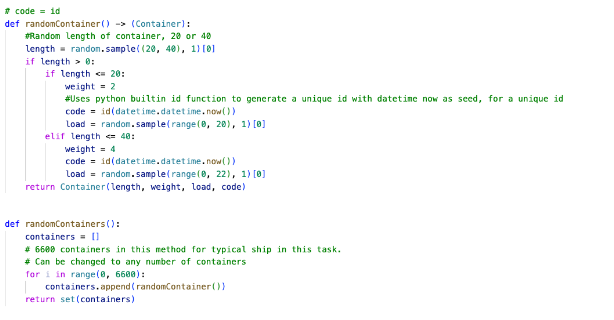 # code = id
def randomContainer() -> (Container):
    #Random length of container, 20 or 40
    length = random.sample((20, 40), 1)[0]
    if length > 0:
        if length <= 20:
            weight = 2
            #Uses python builtin id function to generate a unique id with datetime now as seed, for a unique id
            code = id(datetime.datetime.now())
            load = random.sample(range(0, 20), 1)[0]
        elif length <= 40:
            weight = 4
            code = id(datetime.datetime.now())
            load = random.sample(range(0, 22), 1)[0]
    return Container(length, weight, load, code)
def randomContainers():
    containers = []
    # 6600 containers in this method for typical ship in this task.
    # Can be changed to any number of containers
    for i in range(0, 6600):
        containers.append(randomContainer())
    return set(containers)